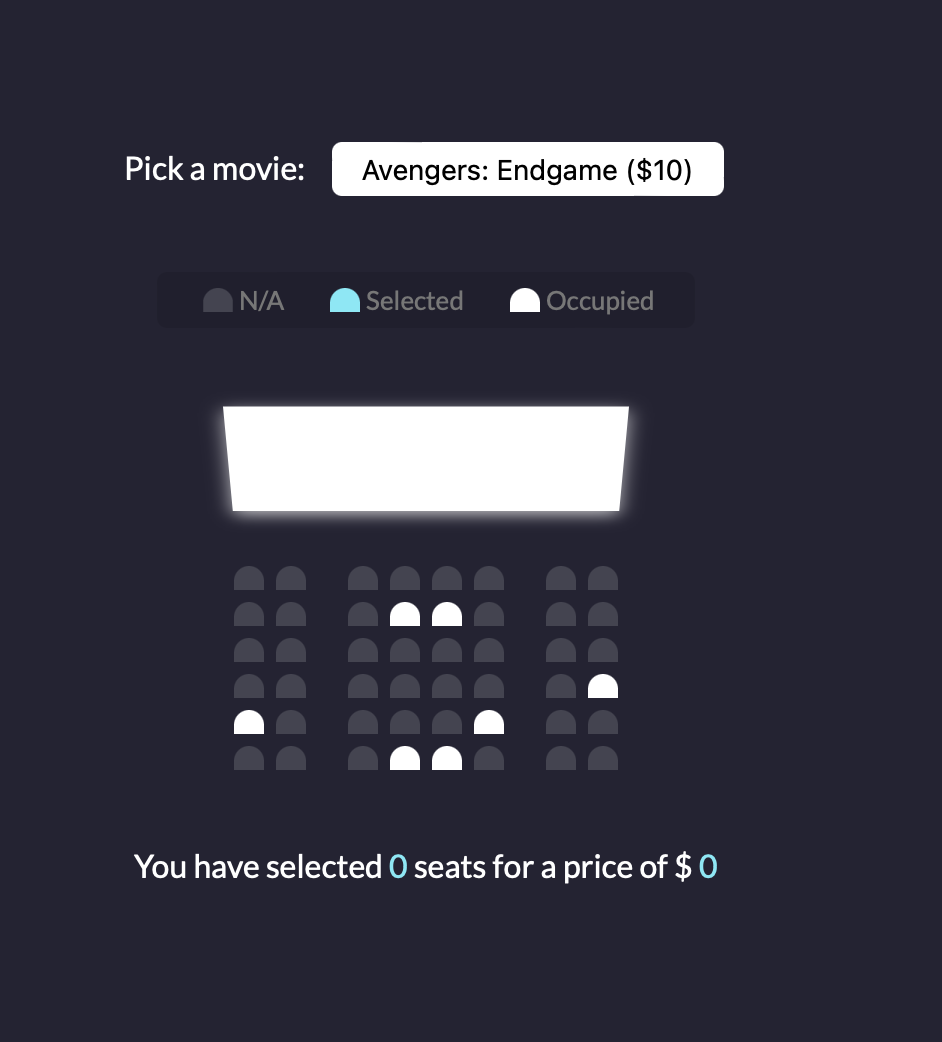 Pick a movie: Avengers: Endgame ($10)
N/A Selected Occupied
You have selected 0 seats for a price of $ 0